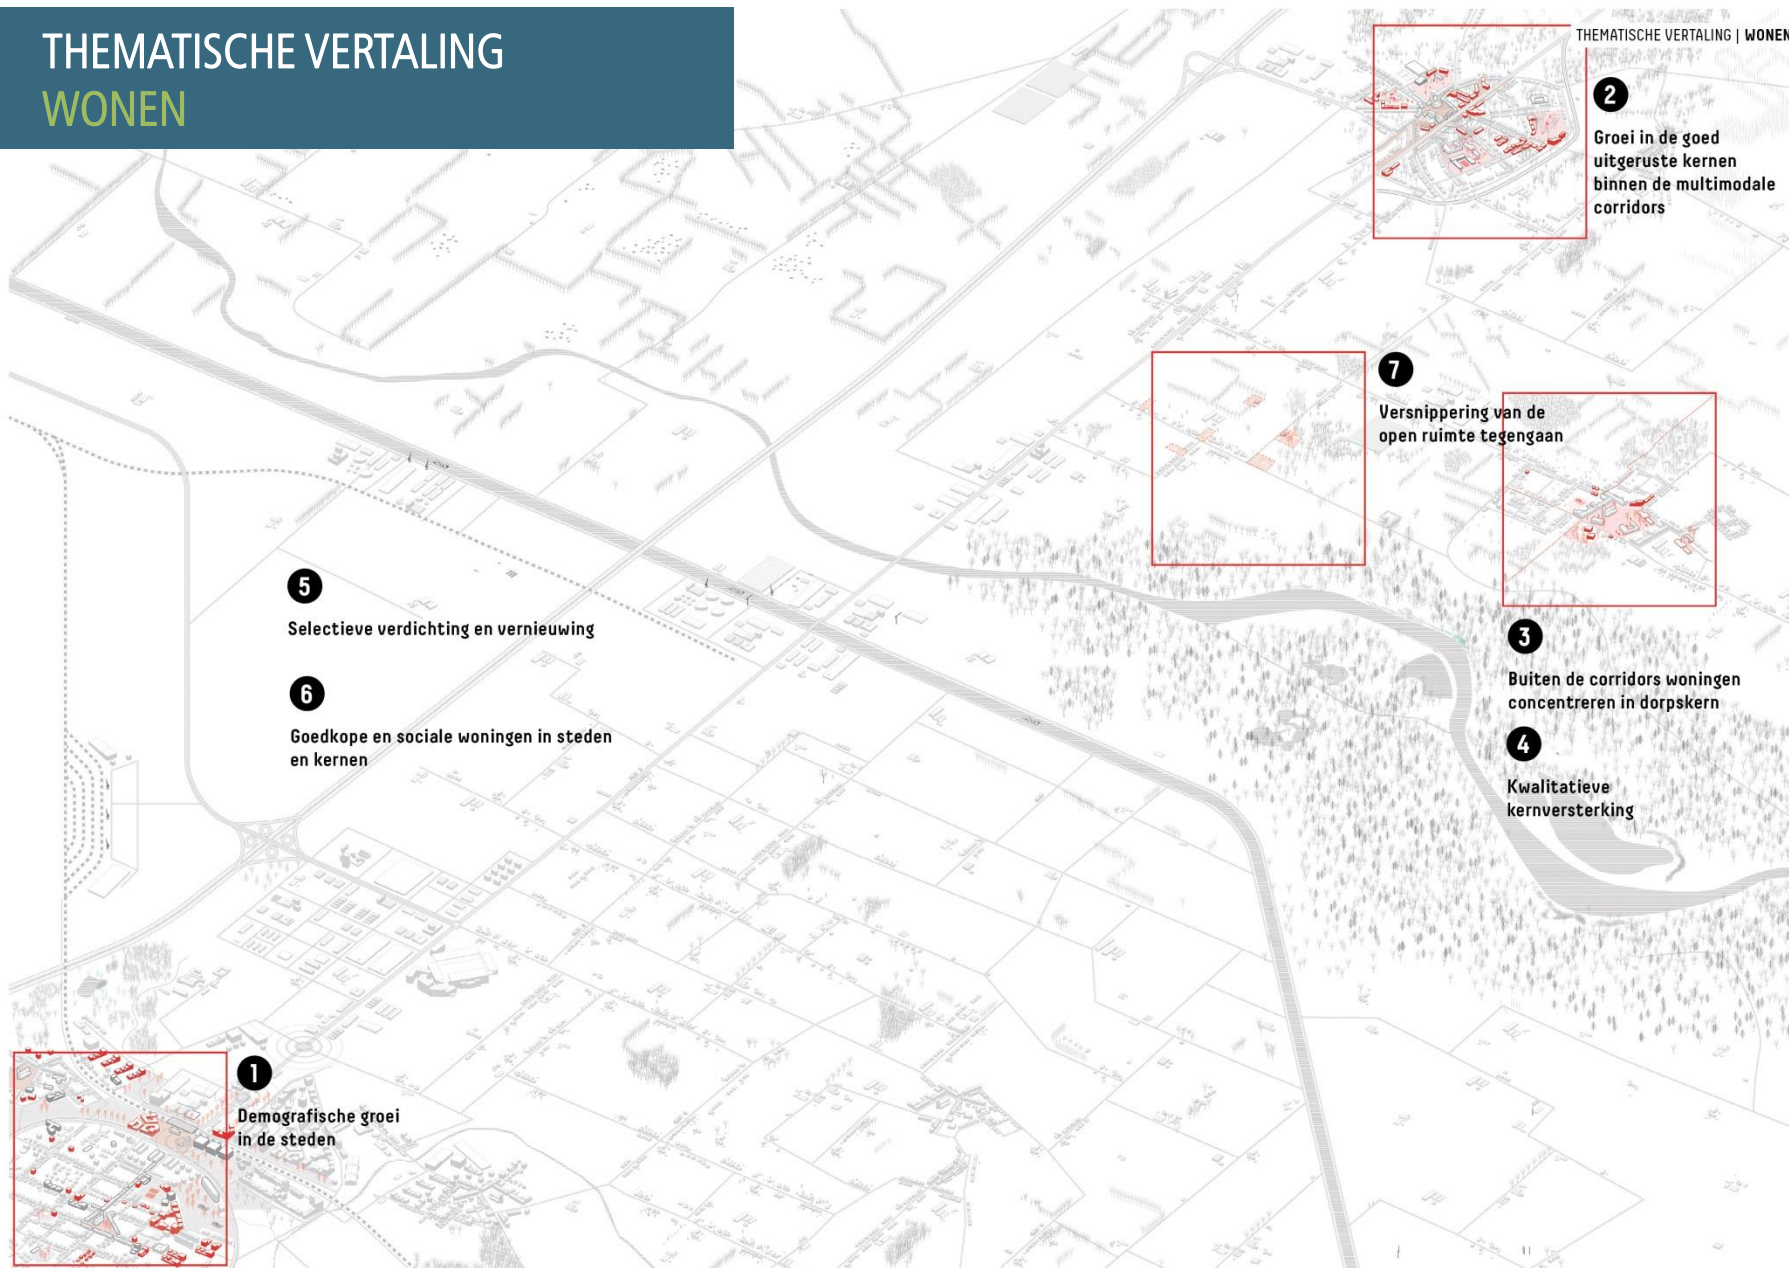 THEMATISCHE VERTALING
WONEN
THEMATISCHE VERTALING | WONEN
2
Groei in de goed
uitgeruste kernen
binnen de multimodale
corridors
7
Versnippering van de
open ruimte tegengaan
5
Selectieve verdichting en vernieuwing
6
Goedkope en sociale woningen in steden
en kernen
3
Buiten de corridors woningen
concentreren in dorpskern
4
Kwalitatieve
kernversterking
1
Demografische groei
in de steden